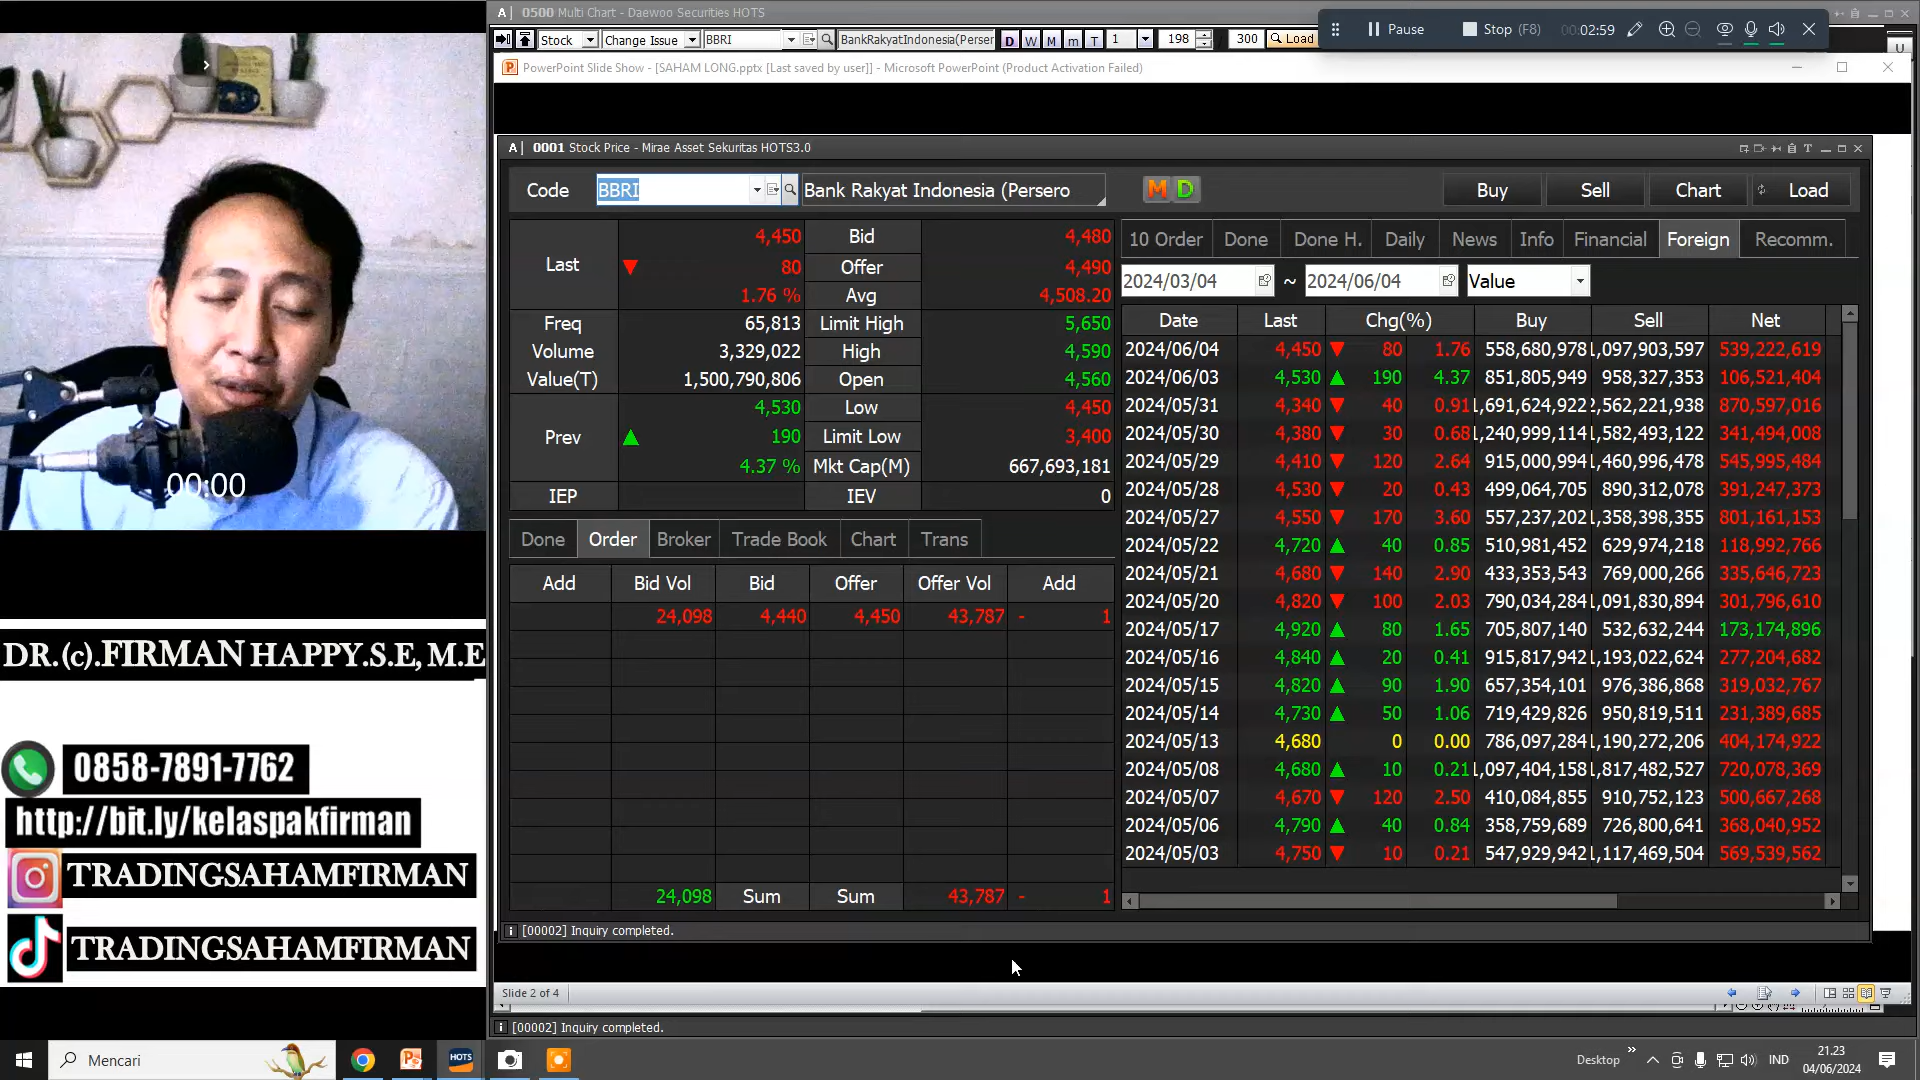 0500 Multi Chart - Daewoo Securities HOTS
Stock Change Issue BBRI BankRakyatIndonesia(Perser D W M m T 1 198 300 Load
Pause Stop (F8) 00:02:59
PowerPoint Slide Show - [SAHAM LONG.pptx [Last saved by user]] - Microsoft PowerPoint (Product Activation Failed)
0001 Stock Price - Mirae Asset Sekuritas HOTS3.0
Code BBRI Bank Rakyat Indonesia (Persero M D Buy Sell Chart Load
Last 4,450 Bid 4,480
▼ 80 Offer 4,490
1.76 % Avg 4,508.20
Freq 65,813 Limit High 5,650
Volume 3,329,022 High 4,590
Value(T) 1,500,790,806 Open 4,560
Prev 4,530 Low 4,450
▲ 190 Limit Low 3,400
4.37 % Mkt Cap(M) 667,693,181
IEP IEV 0
Done Order Broker Trade Book Chart Trans
Add Bid Vol Bid Offer Offer Vol Add
24,098 4,440 4,450 43,787 - 1
24,098 Sum Sum 43,787 - 1
10 Order Done Done H. Daily News Info Financial Foreign Recomm.
2024/03/04 ~ 2024/06/04 Value
Date Last Chg(%) Buy Sell Net
2024/06/04 4,450 ▼ 80 1.76 558,680,978 1,097,903,597 539,222,619
2024/06/03 4,530 ▲ 190 4.37 851,805,949 958,327,353 106,521,404
2024/05/31 4,340 ▼ 40 0.91 1,691,624,922 2,562,221,938 870,597,016
2024/05/30 4,380 ▼ 30 0.68 1,240,999,114 1,582,493,122 341,494,008
2024/05/29 4,410 ▼ 120 2.64 915,000,994 1,460,996,478 545,995,484
2024/05/28 4,530 ▼ 20 0.43 499,064,705 890,312,078 391,247,373
2024/05/27 4,550 ▼ 170 3.60 557,237,202 1,358,398,355 801,161,153
2024/05/22 4,720 ▲ 40 0.85 510,981,452 629,974,218 118,992,766
2024/05/21 4,680 ▼ 140 2.90 433,353,543 769,000,266 335,646,723
2024/05/20 4,820 ▼ 100 2.03 790,034,284 1,091,830,894 301,796,610
2024/05/17 4,920 ▲ 80 1.65 705,807,140 532,632,244 173,174,896
2024/05/16 4,840 ▲ 20 0.41 915,817,942 1,193,022,624 277,204,682
2024/05/15 4,820 ▲ 90 1.90 657,354,101 976,386,868 319,032,767
2024/05/14 4,730 ▲ 50 1.06 719,429,826 950,819,511 231,389,685
2024/05/13 4,680 0 0.00 786,097,284 1,190,272,206 404,174,922
2024/05/08 4,680 ▲ 10 0.21 1,097,404,158 1,817,482,527 720,078,369
2024/05/07 4,670 ▼ 120 2.50 410,084,855 910,752,123 500,667,268
2024/05/06 4,790 ▲ 40 0.84 358,759,689 726,800,641 368,040,952
2024/05/03 4,750 ▼ 10 0.21 547,929,942 1,117,469,504 569,539,562
[00002] Inquiry completed.
Slide 2 of 4
[00002] Inquiry completed.
00:00
DR.(c).FIRMAN HAPPY.S.E, M.E
0858-7891-7762
http://bit.ly/kelaspakfirman
TRADINGSAHAMFIRMAN
TRADINGSAHAMFIRMAN
Mencari HOTS Desktop IND 21.23
04/06/2024